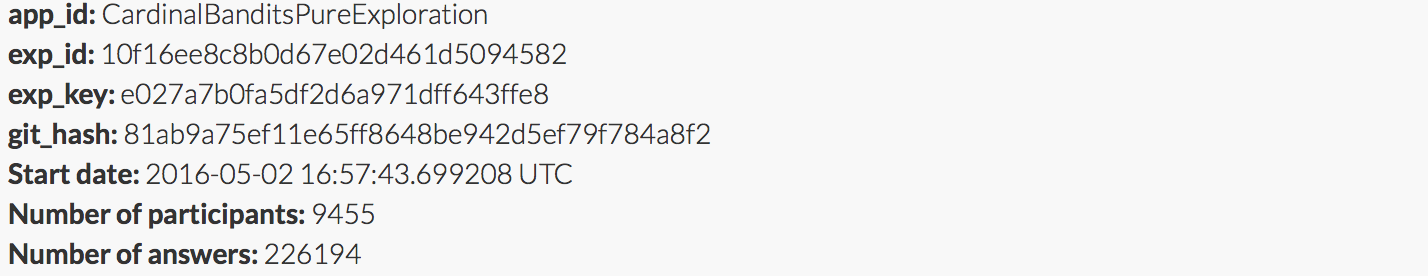 app_id: CardinalBanditsPureExploration
exp_id: 10f16ee8c8b0d67e02d461d5094582
exp_key: e027a7b0fa5df2d6a971dff643ffe8
git_hash: 81ab9a75ef11e65ff8648be942d5ef79f784a8f2
Start date: 2016-05-02 16:57:43.699208 UTC
Number of participants: 9455
Number of answers: 226194